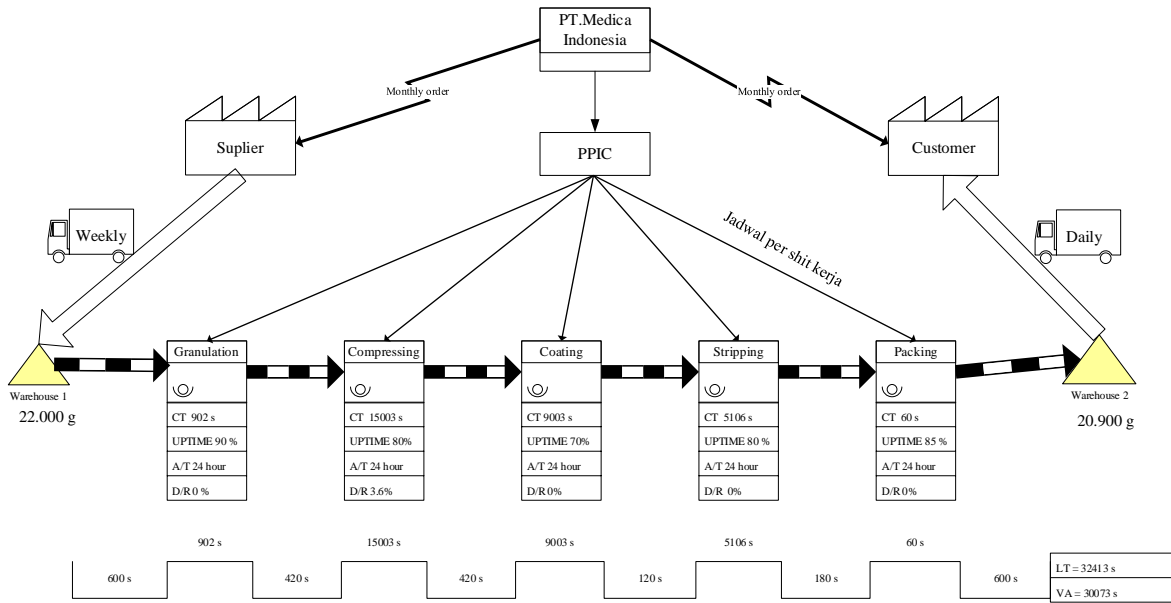 PT.Medica
Indonesia
Monthly order
Monthly order
Suplier
PPIC
Customer
Weekly
Jadwal per shit kerja
Daily
Granulation
Compressing
Coating
Stripping
Packing
Warehouse 1
22.000 g
Warehouse 2
20.900 g
CT 902 s
UPTIME 90 %
A/T 24 hour
D/R 0 %
CT 15003 s
UPTIME 80%
A/T 24 hour
D/R 3.6%
CT 9003 s
UPTIME 70%
A/T 24 hour
D/R 0%
CT 5106 s
UPTIME 80 %
A/T 24 hour
D/R 0%
CT 60 s
UPTIME 85 %
A/T 24 hour
D/R 0%
902 s
15003 s
9003 s
5106 s
60 s
600 s
420 s
420 s
120 s
180 s
600 s
LT = 32413 s
VA = 30073 s